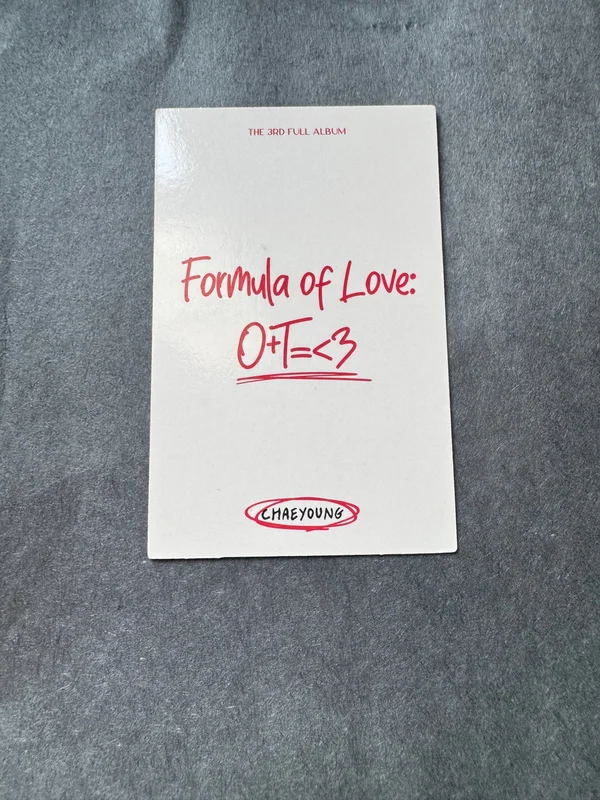 THE 3RD FULL ALBUM
Formula of Love:
O+T=<3
CHAEYOUNG